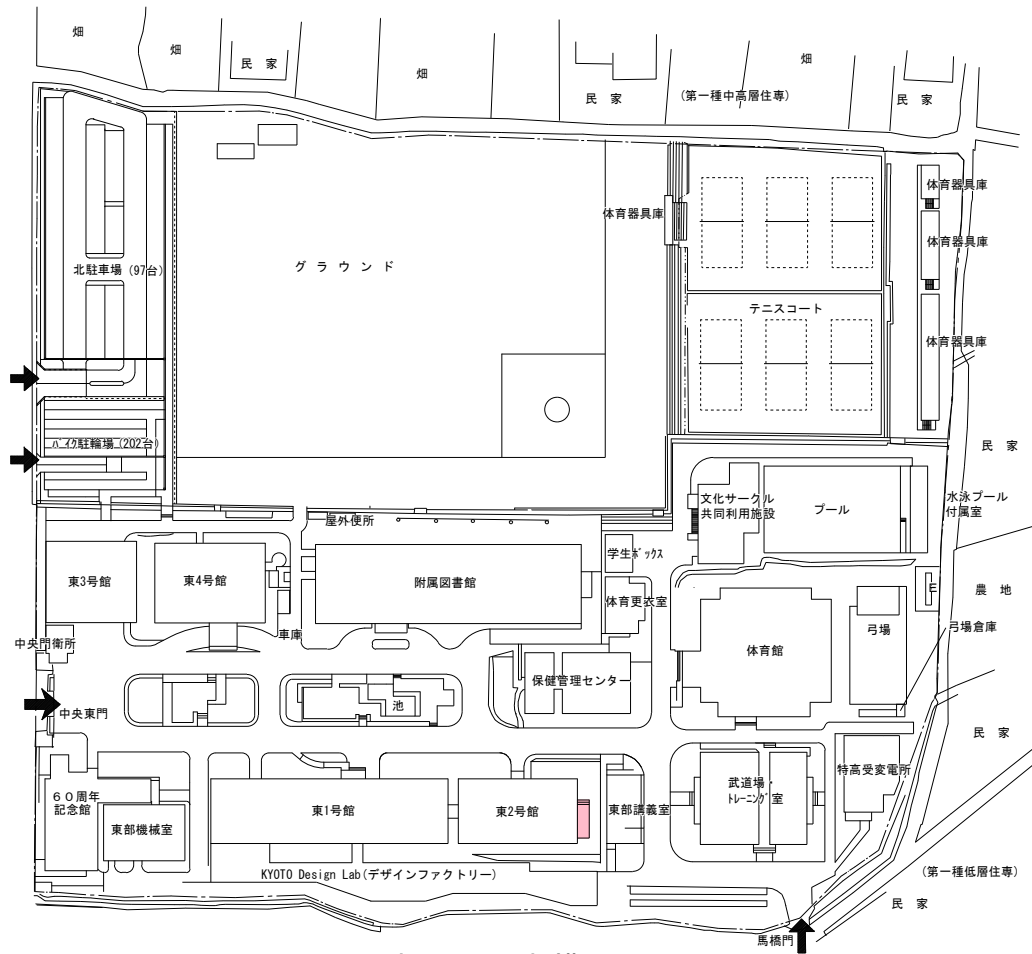 畑
畑
民 家
畑
民 家
畑
(第一種中高層住専)
民 家
体育器具庫
体育器具庫
体育器具庫
体育器具庫
北駐車場 (97台)
グ ラ ウ ン ド
テニスコート
バイク駐輪場 (202台)
民 家
文化サークル
共同利用施設
プール
水泳プール
付属室
屋外便所
学生ボックス
東3号館
東4号館
附属図書館
体育更衣室
E
農 地
弓場倉庫
弓場
車庫
中央門衛所
体育館
保健管理センター
池
中央東門
民 家
６０周年
記念館
東部機械室
東1号館
東2号館
東部講義室
武道場・
トレーニング室
特高受変電所
KYOTO Design Lab(デザインファクトリー)
(第一種低層住専)
民 家
馬橋門